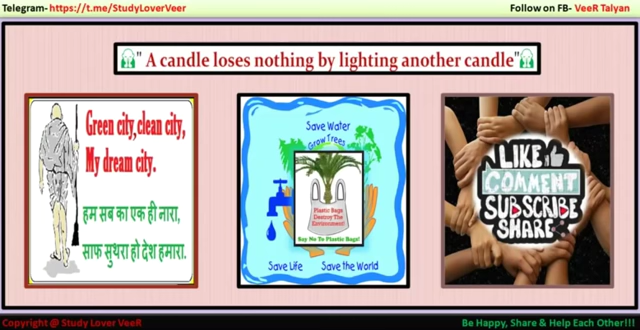 Telegram- https://t.me/StudyLoverVeer
Follow on FB- VeeR Talyan
" A candle loses nothing by lighting another candle"
Green city,clean city,
My dream city.
हम सब का एक ही नारा,
साफ सुथरा हो देश हमारा.
Save Water
Grow Trees
Plastic Bags
Destroy The
Environment!
Say No To Plastic Bags!
Save Life
Save the World
LIKE
COMMENT
SUBSCRIBE
SHARE
Copyright @ Study Lover VeeR
Be Happy, Share & Help Each Other!!!